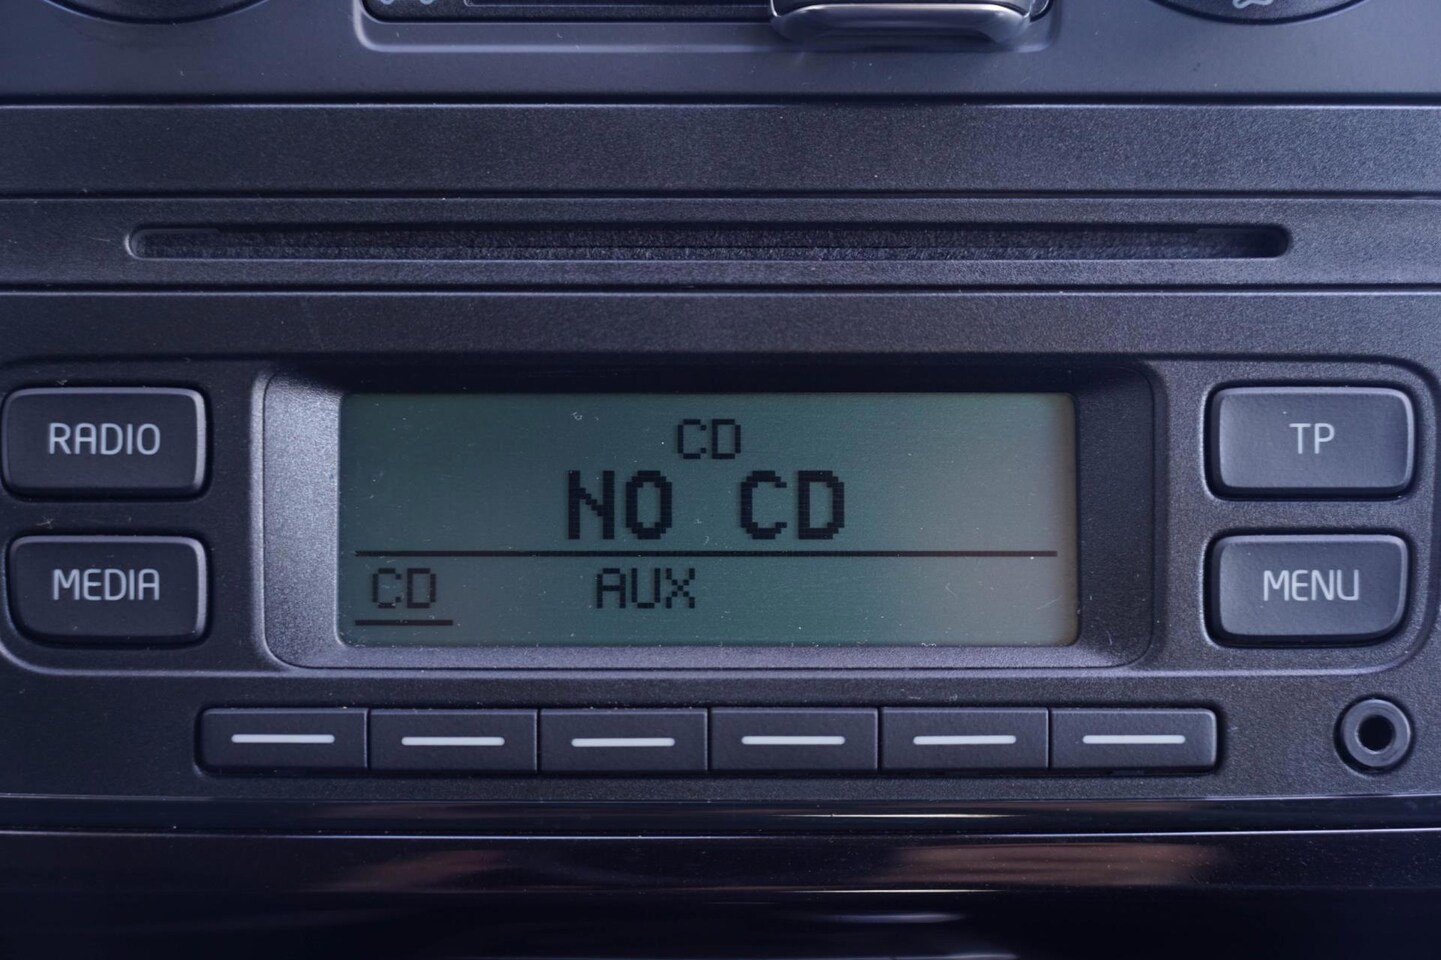 CD
RADIO
NO CD
TP
MEDIA
CD AUX
MENU